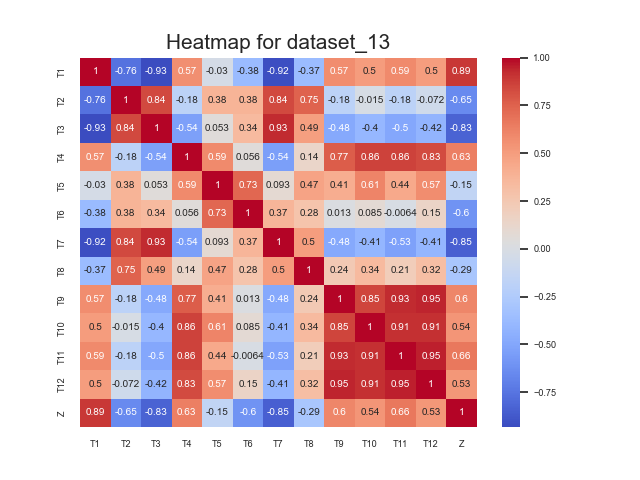 Heatmap for dataset_13
T1 1 -0.76 -0.93 0.57 -0.03 -0.38 -0.92 -0.37 0.57 0.5 0.59 0.5 0.89
T2 -0.76 1 0.84 -0.18 0.38 0.38 0.84 0.75 -0.18 -0.015 -0.18 -0.072 -0.65
T3 -0.93 0.84 1 -0.54 0.053 0.34 0.93 0.49 -0.48 -0.4 -0.5 -0.42 -0.83
T4 0.57 -0.18 -0.54 1 0.59 0.056 -0.54 0.14 0.77 0.86 0.86 0.83 0.63
T5 -0.03 0.38 0.053 0.59 1 0.73 0.093 0.47 0.41 0.61 0.44 0.57 -0.15
T6 -0.38 0.38 0.34 0.056 0.73 1 0.37 0.28 0.013 0.085 -0.0064 0.15 -0.6
T7 -0.92 0.84 0.93 -0.54 0.093 0.37 1 0.5 -0.48 -0.41 -0.53 -0.41 -0.85
T8 -0.37 0.75 0.49 0.14 0.47 0.28 0.5 1 0.24 0.34 0.21 0.32 -0.29
T9 0.57 -0.18 -0.48 0.77 0.41 0.013 -0.48 0.24 1 0.85 0.93 0.95 0.6
T10 0.5 -0.015 -0.4 0.86 0.61 0.085 -0.41 0.34 0.85 1 0.91 0.91 0.54
T11 0.59 -0.18 -0.5 0.86 0.44 -0.0064 -0.53 0.21 0.93 0.91 1 0.95 0.66
T12 0.5 -0.072 -0.42 0.83 0.57 0.15 -0.41 0.32 0.95 0.91 0.95 1 0.53
Z 0.89 -0.65 -0.83 0.63 -0.15 -0.6 -0.85 -0.29 0.6 0.54 0.66 0.53 1
T1 T2 T3 T4 T5 T6 T7 T8 T9 T10 T11 T12 Z
1.00
0.75
0.50
0.25
0.00
−0.25
−0.50
−0.75